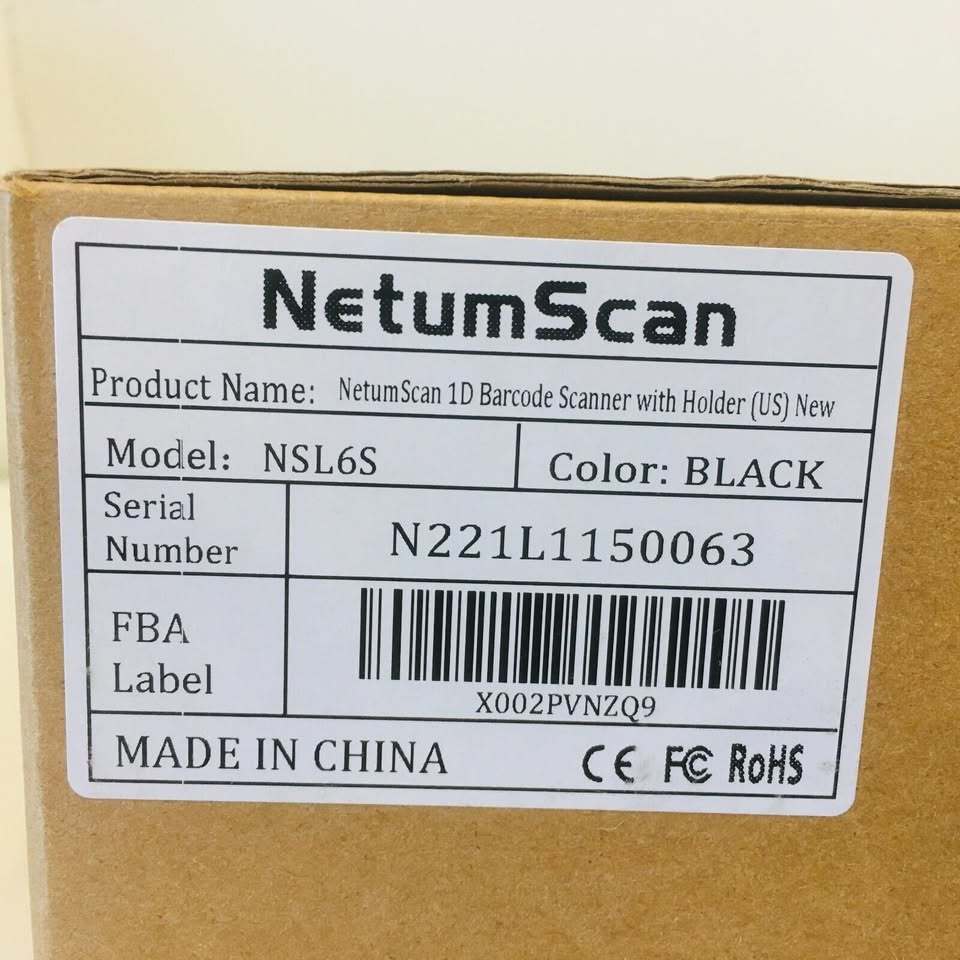 NetumScan
Product Name: NetumScan 1D Barcode Scanner with Holder (US) New
Model: NSL6S Color: BLACK
Serial Number N221L1150063
FBA Label X002PVNZQ9
MADE IN CHINA CE FC RoHS